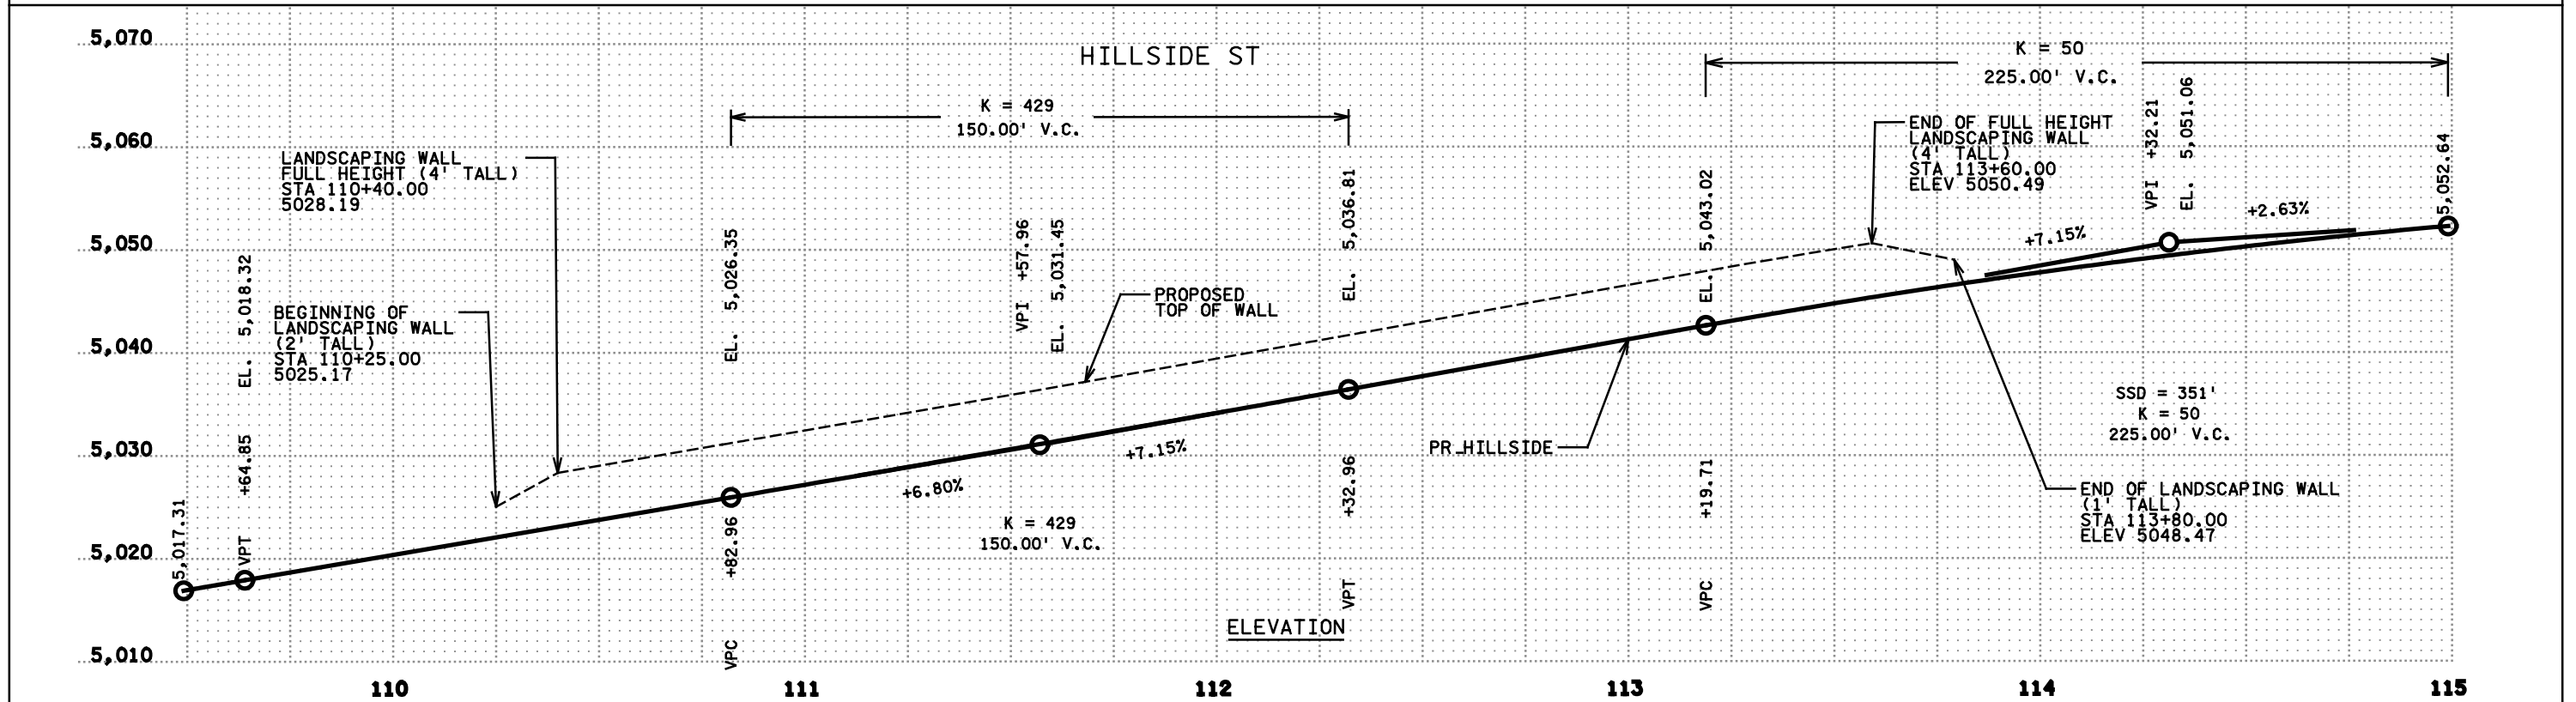 HILLSIDE ST
5,070
5,060
5,050
5,040
5,030
5,020
5,010
K = 429
150.00' V.C.
K = 50
225.00' V.C.
LANDSCAPING WALL
FULL HEIGHT (4' TALL)
STA 110+40.00
5028.19
BEGINNING OF
LANDSCAPING WALL
(2' TALL)
STA 110+25.00
5025.17
5,017.31
VPT +64.85 EL. 5,018.32
VPC +82.96 EL. 5,026.35
VPI +57.96
EL. 5,031.45
PROPOSED
TOP OF WALL
VPT +32.96 EL. 5,036.81
VPC +19.71 EL. 5,043.02
END OF FULL HEIGHT
LANDSCAPING WALL
(4' TALL)
STA 113+60.00
ELEV 5050.49
VPI +32.21
EL. 5,051.06
5,052.64
+7.15%
+2.63%
+6.80%
+7.15%
PR_HILLSIDE
K = 429
150.00' V.C.
SSD = 351'
K = 50
225.00' V.C.
END OF LANDSCAPING WALL
(1' TALL)
STA 113+80.00
ELEV 5048.47
ELEVATION
110
111
112
113
114
115